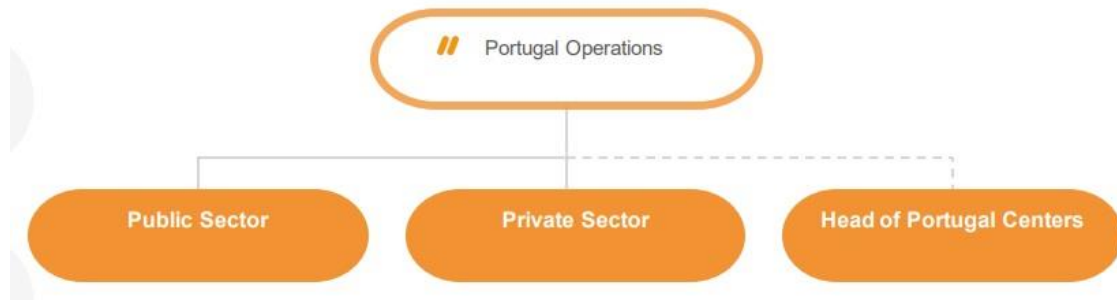 Portugal Operations
Public Sector
Private Sector
Head of Portugal Centers